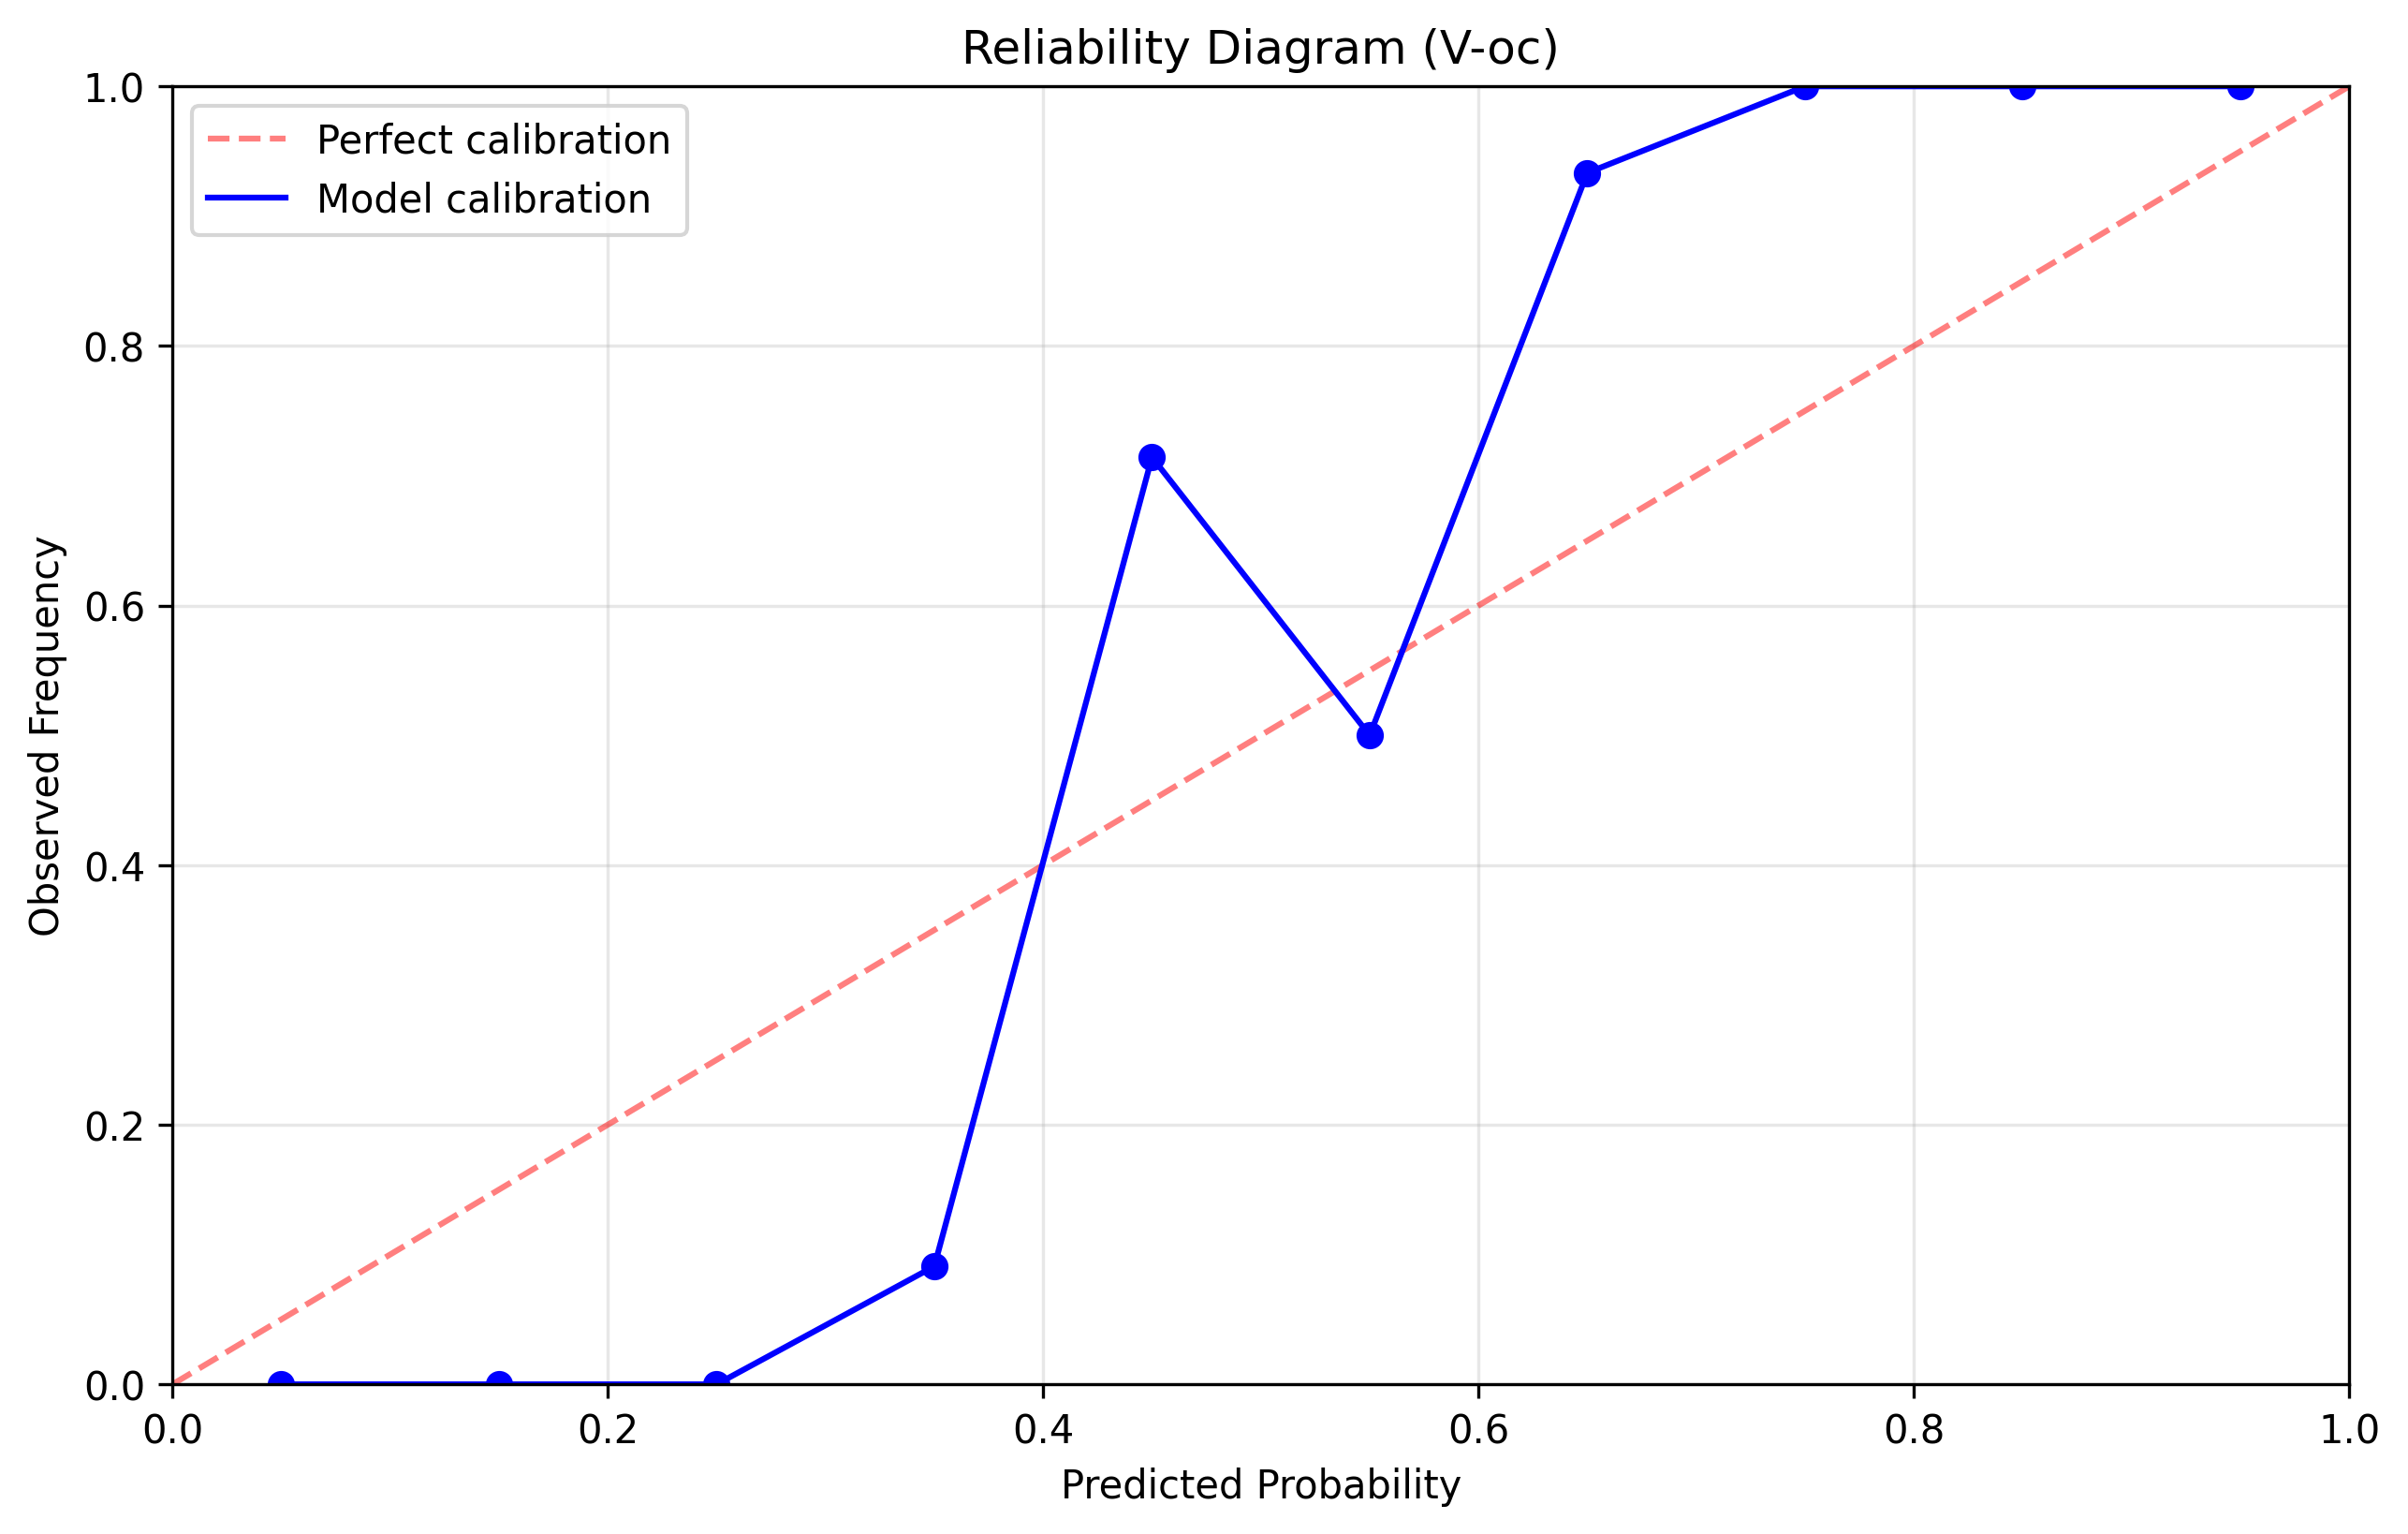 Reliability Diagram (V-oc)
Perfect calibration
Model calibration
Observed Frequency
1.0
0.8
0.6
0.4
0.2
0.0
0.0 0.2 0.4 0.6 0.8 1.0
Predicted Probability